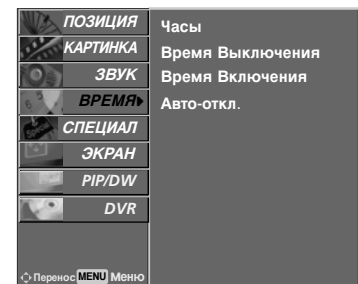 ПОЗИЦИЯ
КАРТИНКА
ЗВУК
ВРЕМЯ
СПЕЦИАЛ
ЭКРАН
PIP/DW
DVR
Часы
Время Выключения
Время Включения
Авто-откл.
Перенос MENU Меню